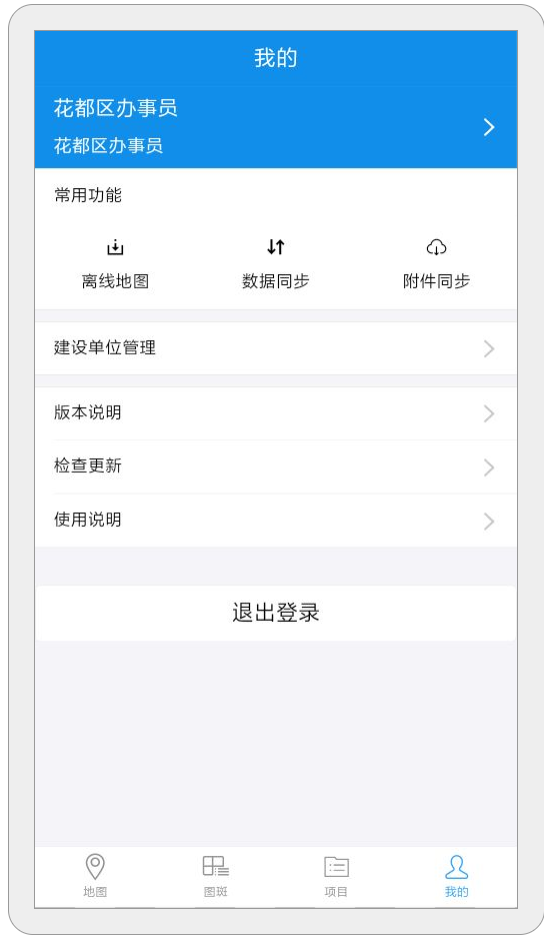 我的
花都区办事员
花都区办事员
常用功能
离线地图 数据同步 附件同步
建设单位管理
版本说明
检查更新
使用说明
退出登录
地图 图斑 项目 我的